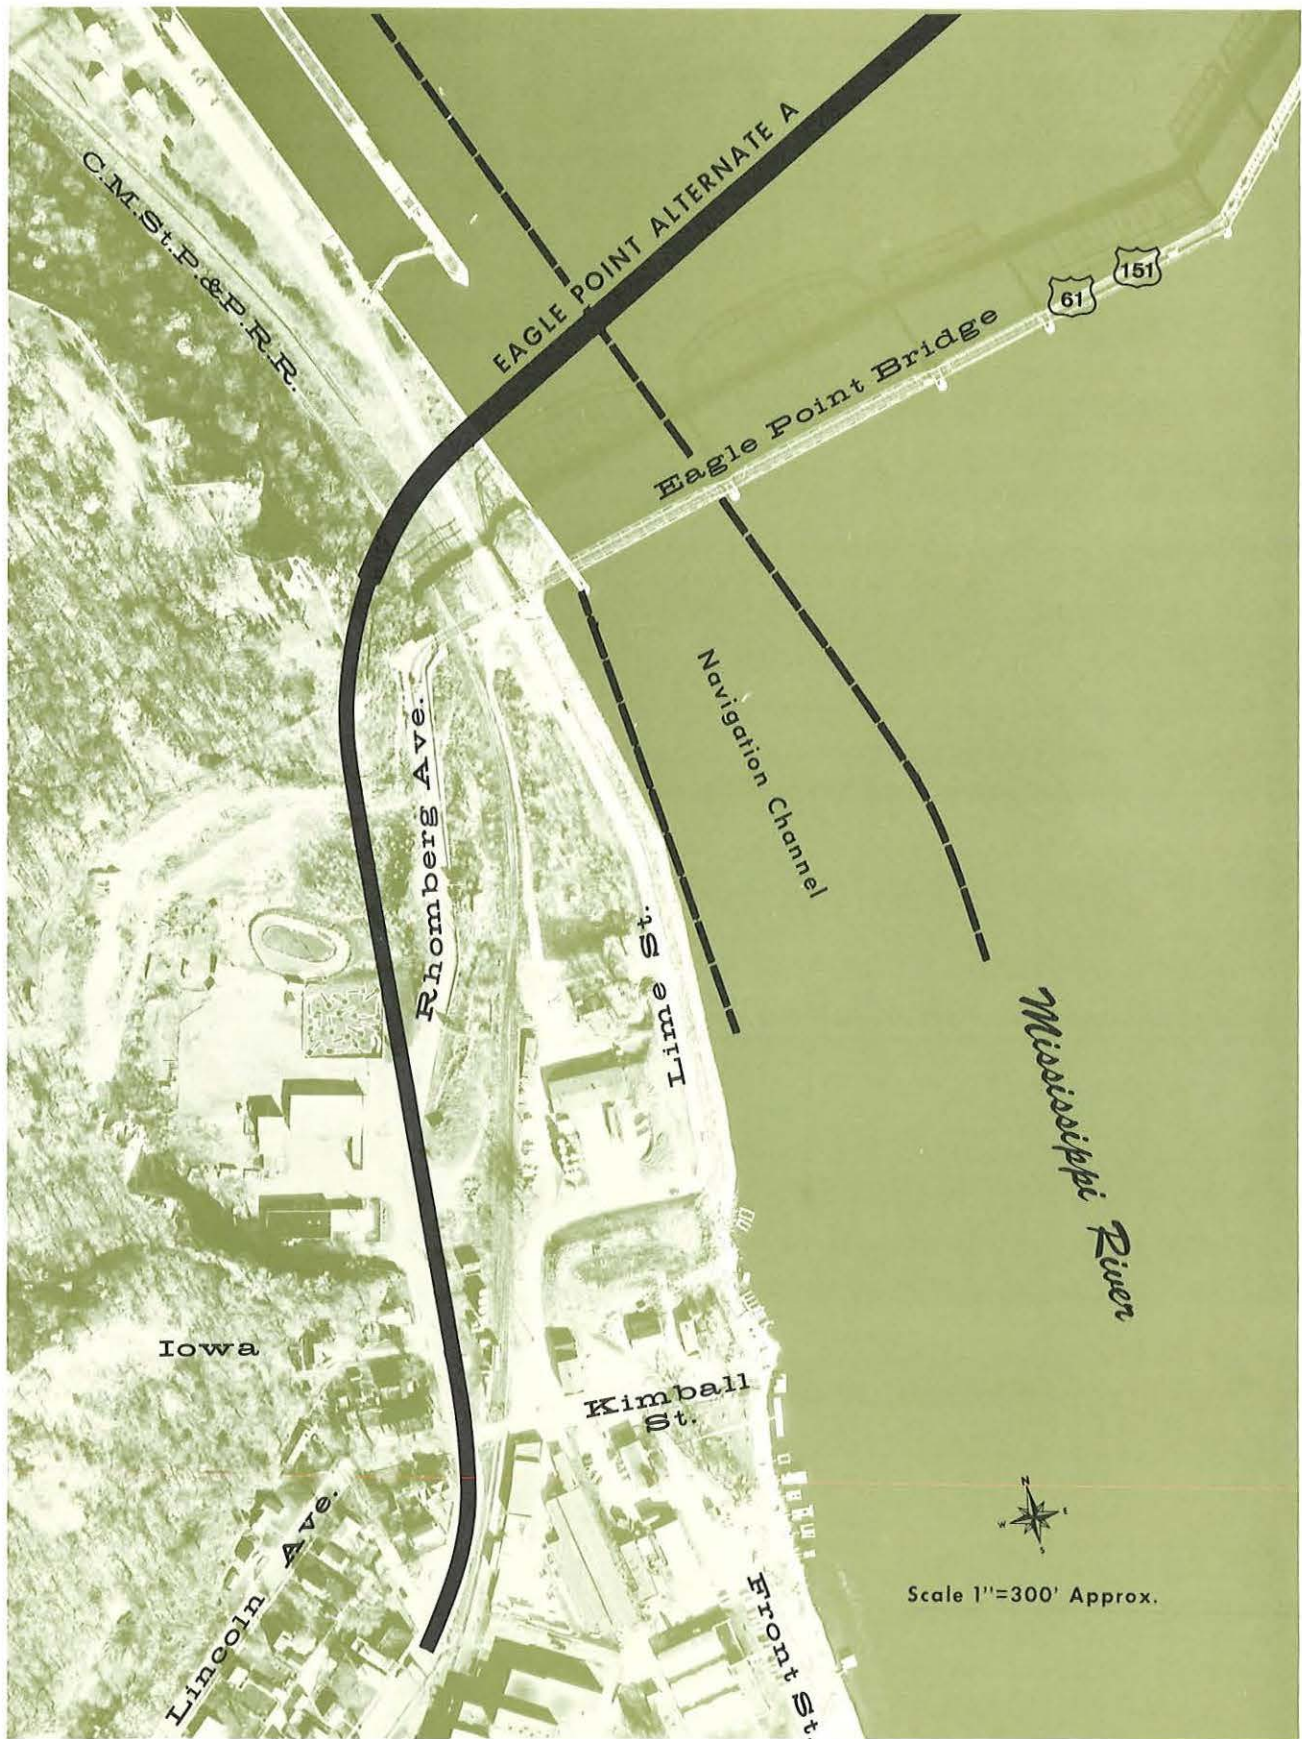 C.M.St.P.&P.R.R.
EAGLE POINT ALTERNATE A
61
151
Eagle Point Bridge
Navigation Channel
Rhomberg Ave.
Lime St.
Mississippi River
Iowa
Kimball
St.
Lincoln Ave.
Front St.
N
W
E
S
Scale 1"=300' Approx.